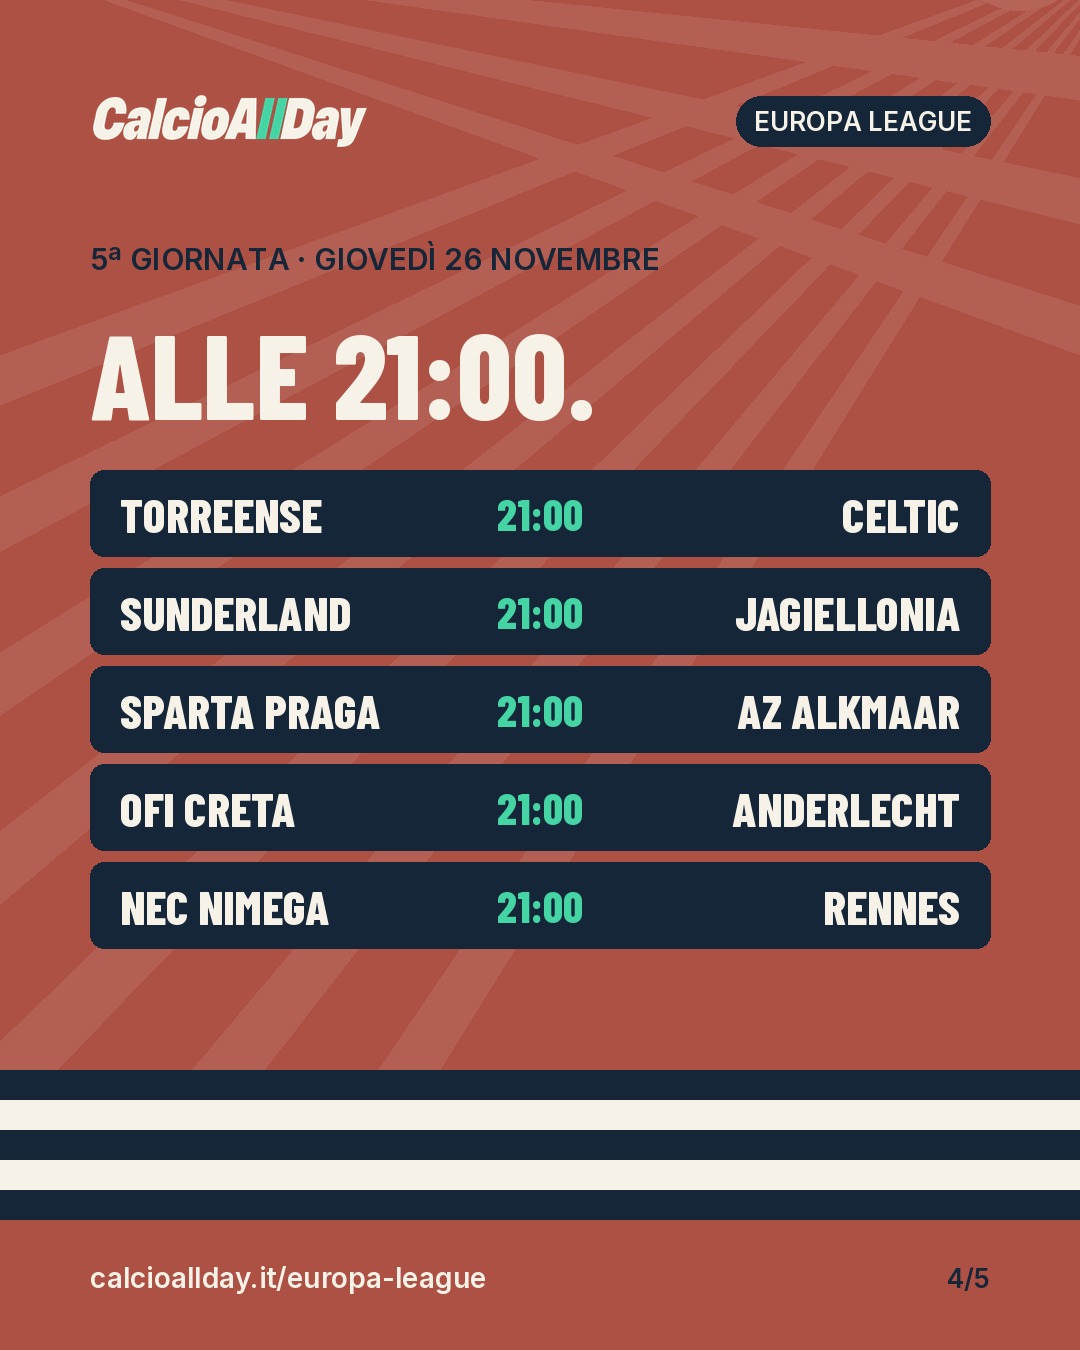 CalcioAllDay
EUROPA LEAGUE
5ª GIORNATA · GIOVEDÌ 26 NOVEMBRE
ALLE 21:00.
TORREENSE 21:00 CELTIC
SUNDERLAND 21:00 JAGIELLONIA
SPARTA PRAGA 21:00 AZ ALKMAAR
OFI CRETA 21:00 ANDERLECHT
NEC NIMEGA 21:00 RENNES
calcioallday.it/europa-league
4/5